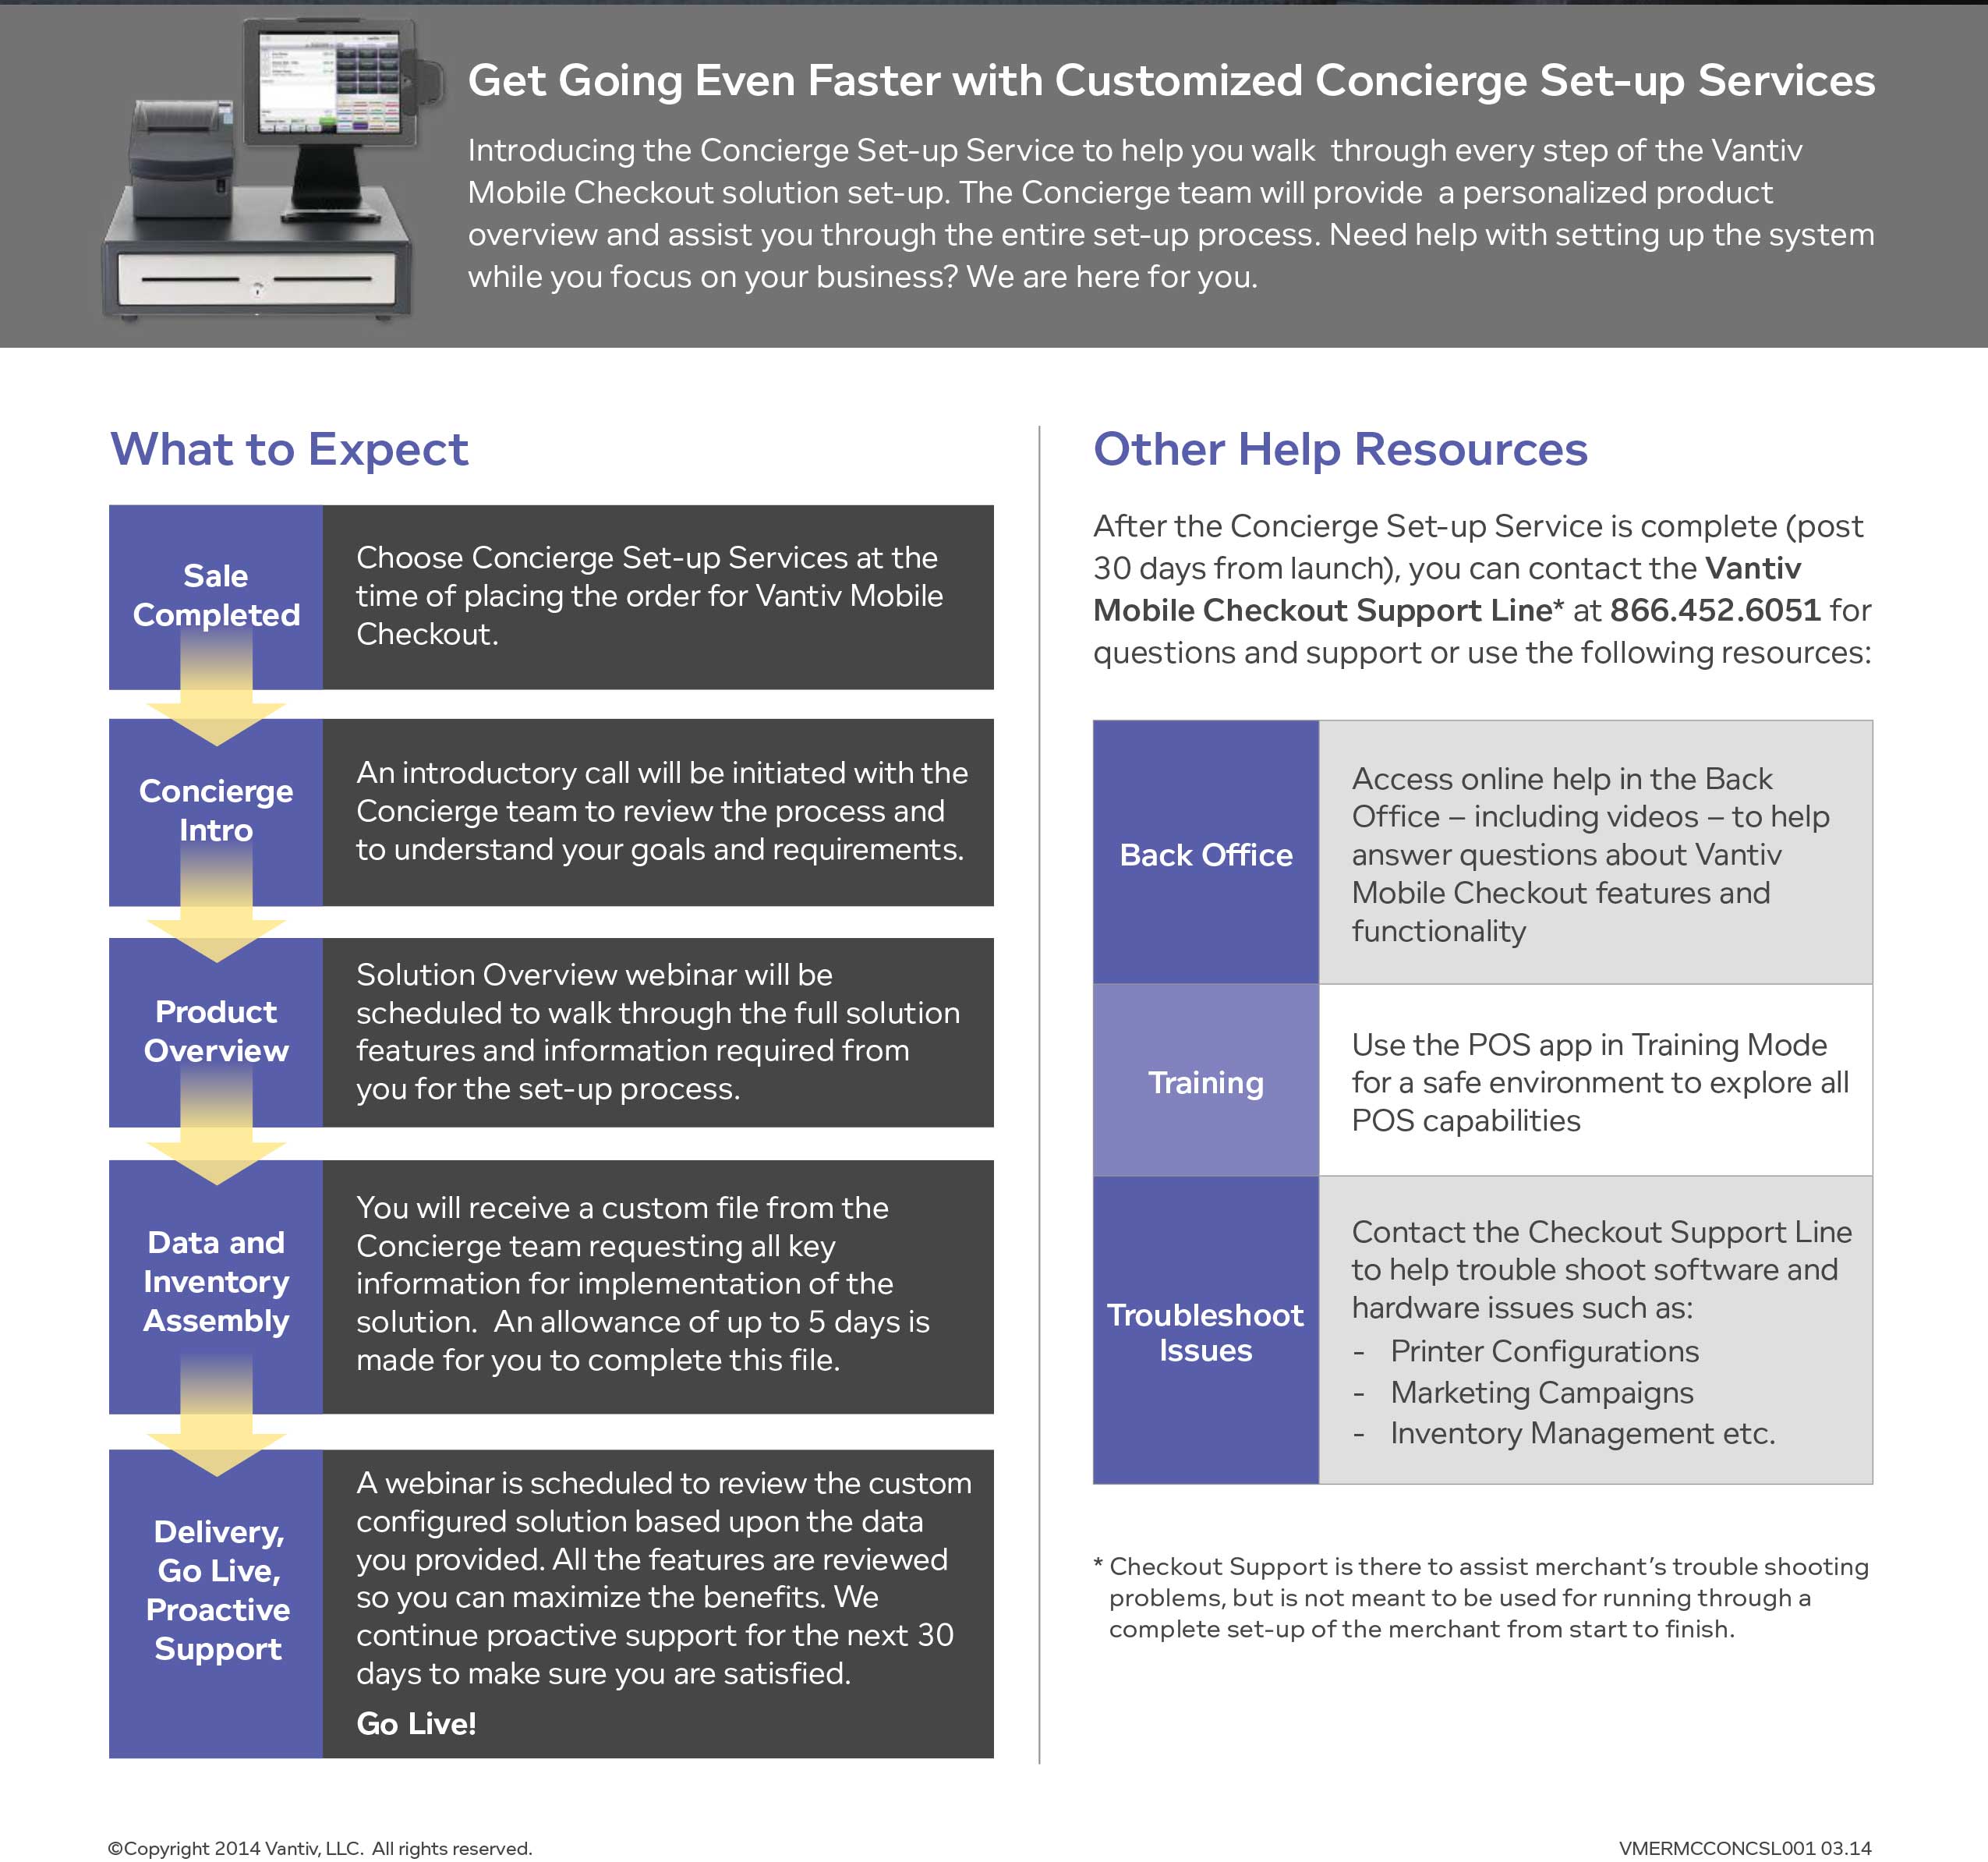 Get Going Even Faster with Customized Concierge Set-up Services
Introducing the Concierge Set-up Service to help you walk through every step of the Vantiv
Mobile Checkout solution set-up. The Concierge team will provide a personalized product
overview and assist you through the entire set-up process. Need help with setting up the system
while you focus on your business? We are here for you.
What to Expect
Sale
Completed
Choose Concierge Set-up Services at the
time of placing the order for Vantiv Mobile
Checkout.
Concierge
Intro
An introductory call will be initiated with the
Concierge team to review the process and
to understand your goals and requirements.
Product
Overview
Solution Overview webinar will be
scheduled to walk through the full solution
features and information required from
you for the set-up process.
Data and
Inventory
Assembly
You will receive a custom file from the
Concierge team requesting all key
information for implementation of the
solution. An allowance of up to 5 days is
made for you to complete this file.
Delivery,
Go Live,
Proactive
Support
A webinar is scheduled to review the custom
configured solution based upon the data
you provided. All the features are reviewed
so you can maximize the benefits. We
continue proactive support for the next 30
days to make sure you are satisfied.
Go Live!
Other Help Resources
After the Concierge Set-up Service is complete (post
30 days from launch), you can contact the Vantiv
Mobile Checkout Support Line* at 866.452.6051 for
questions and support or use the following resources:
Back Office
Access online help in the Back
Office – including videos – to help
answer questions about Vantiv
Mobile Checkout features and
functionality
Training
Use the POS app in Training Mode
for a safe environment to explore all
POS capabilities
Troubleshoot
Issues
Contact the Checkout Support Line
to help trouble shoot software and
hardware issues such as:
- Printer Configurations
- Marketing Campaigns
- Inventory Management etc.
* Checkout Support is there to assist merchant's trouble shooting
problems, but is not meant to be used for running through a
complete set-up of the merchant from start to finish.
©Copyright 2014 Vantiv, LLC. All rights reserved.
VMERMCCONCSL001 03.14